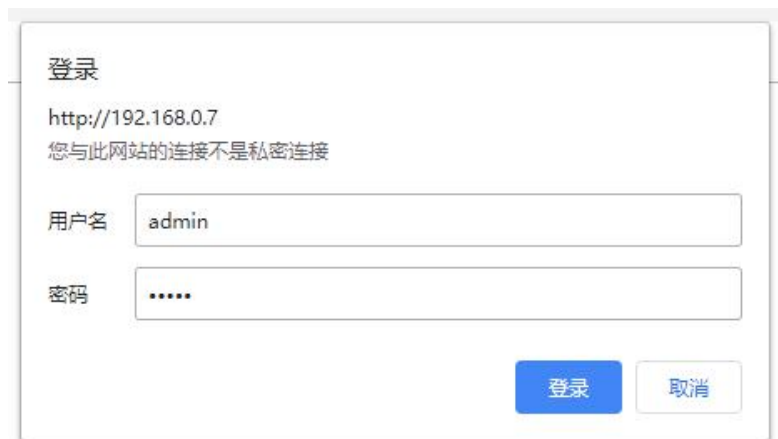 登录
http://192.168.0.7
您与此网站的连接不是私密连接
用户名 admin
密码 •••••
登录 取消